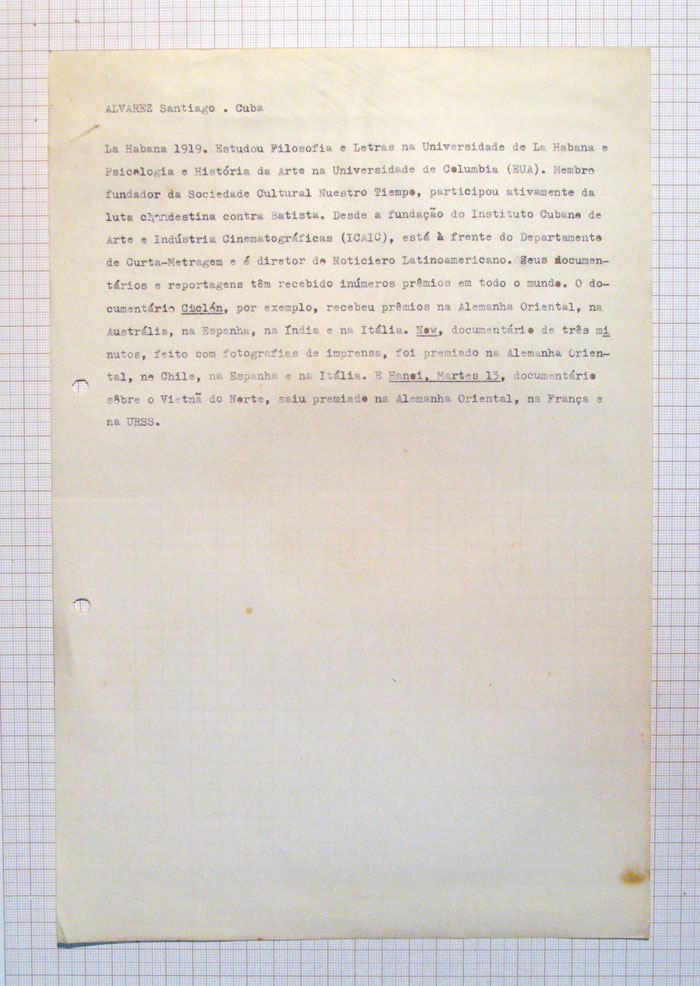 ALVAREZ Santiago . Cuba
La Habana 1919. Estudou Filosofia e Letras na Universidade de La Habana e
Psicologia e História da Arte na Universidade de Columbia (EUA). Membro
fundador da Sociedade Cultural Nuestro Tiempo, participou ativamente da
luta clandestina contra Batista. Desde a fundação do Instituto Cubano de
Arte e Indústria Cinematográficas (ICAIC), está à frente do Departamento
de Curta-Metragem e é diretor do Noticiero Latinoamericano. Seus documen-
tários e reportagens têm recebido inúmeros prêmios em todo o mundo. O do-
cumentário Ciclón, por exemplo, recebeu prêmios na Alemanha Oriental, na
Austrália, na Espanha, na Índia e na Itália. Now, documentário de três mi
nutos, feito com fotografias de imprensa, foi premiado na Alemanha Orien-
tal, no Chile, na Espanha e na Itália. E Hanoi, Martes 13, documentário
sôbre o Vietnã do Norte, saiu premiado na Alemanha Oriental, na França e
na URSS.